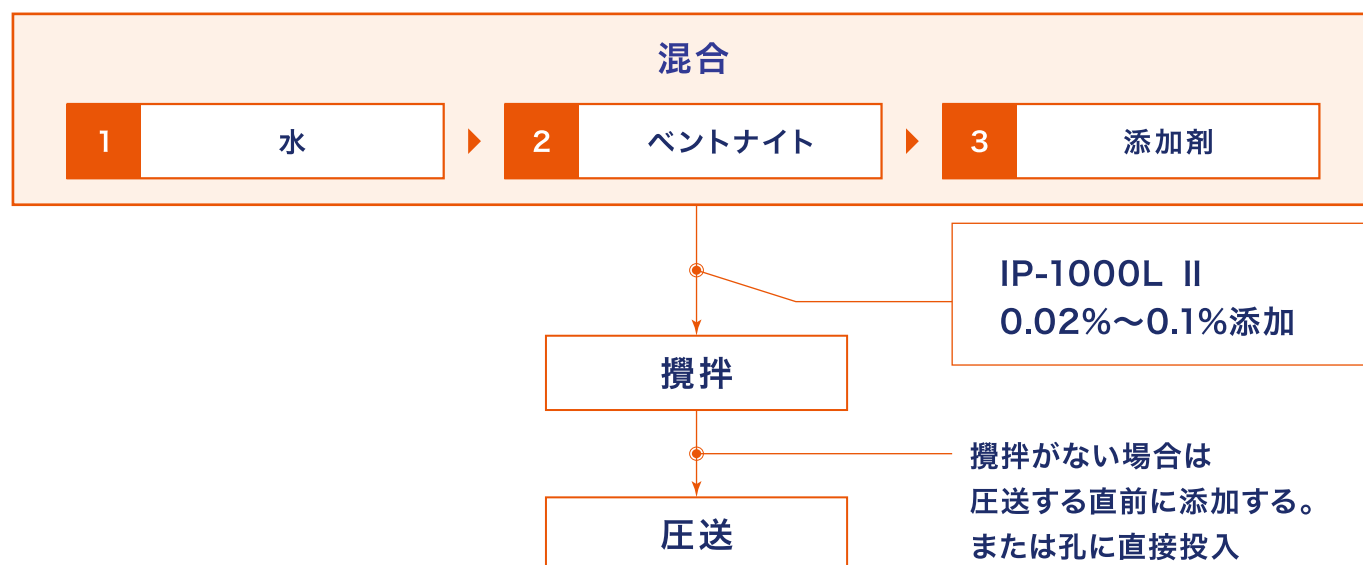 混合
1 水
2 ベントナイト
3 添加剤
IP-1000L II
0.02%～0.1%添加
攪拌
攪拌がない場合は
圧送する直前に添加する。
または孔に直接投入
圧送